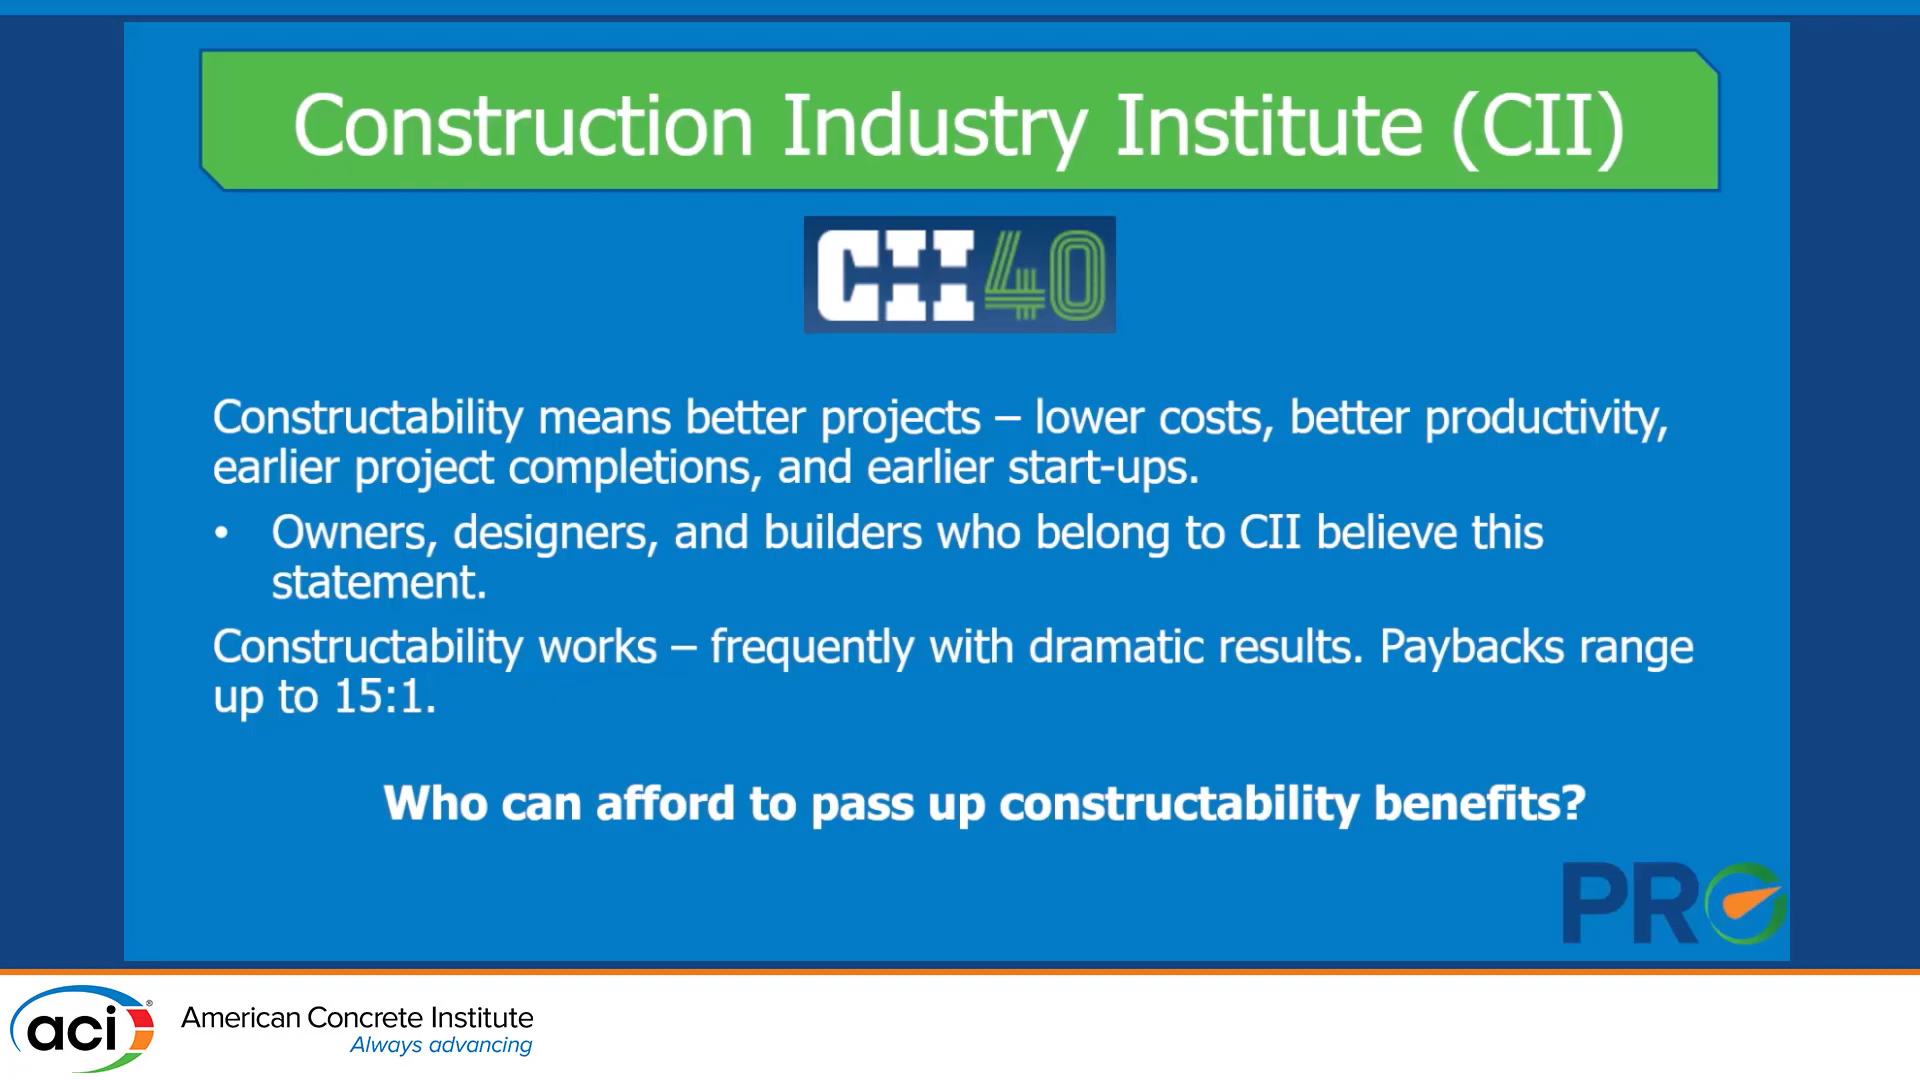 Construction Industry Institute (CII)
CII 40
Constructability means better projects – lower costs, better productivity,
earlier project completions, and earlier start-ups.
• Owners, designers, and builders who belong to CII believe this
statement.
Constructability works – frequently with dramatic results. Paybacks range
up to 15:1.
Who can afford to pass up constructability benefits?
PRO
aci®
American Concrete Institute
Always advancing